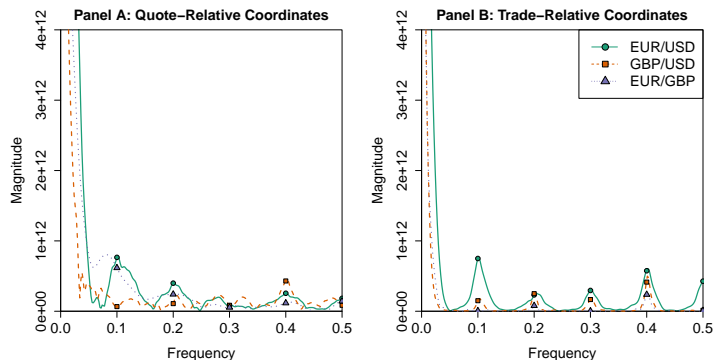 Panel A: Quote−Relative Coordinates
Magnitude
0e+00 1e+12 2e+12 3e+12 4e+12
0.0 0.1 0.2 0.3 0.4 0.5
Frequency
Panel B: Trade−Relative Coordinates
EUR/USD
GBP/USD
EUR/GBP
Magnitude
0e+00 1e+12 2e+12 3e+12 4e+12
0.0 0.1 0.2 0.3 0.4 0.5
Frequency